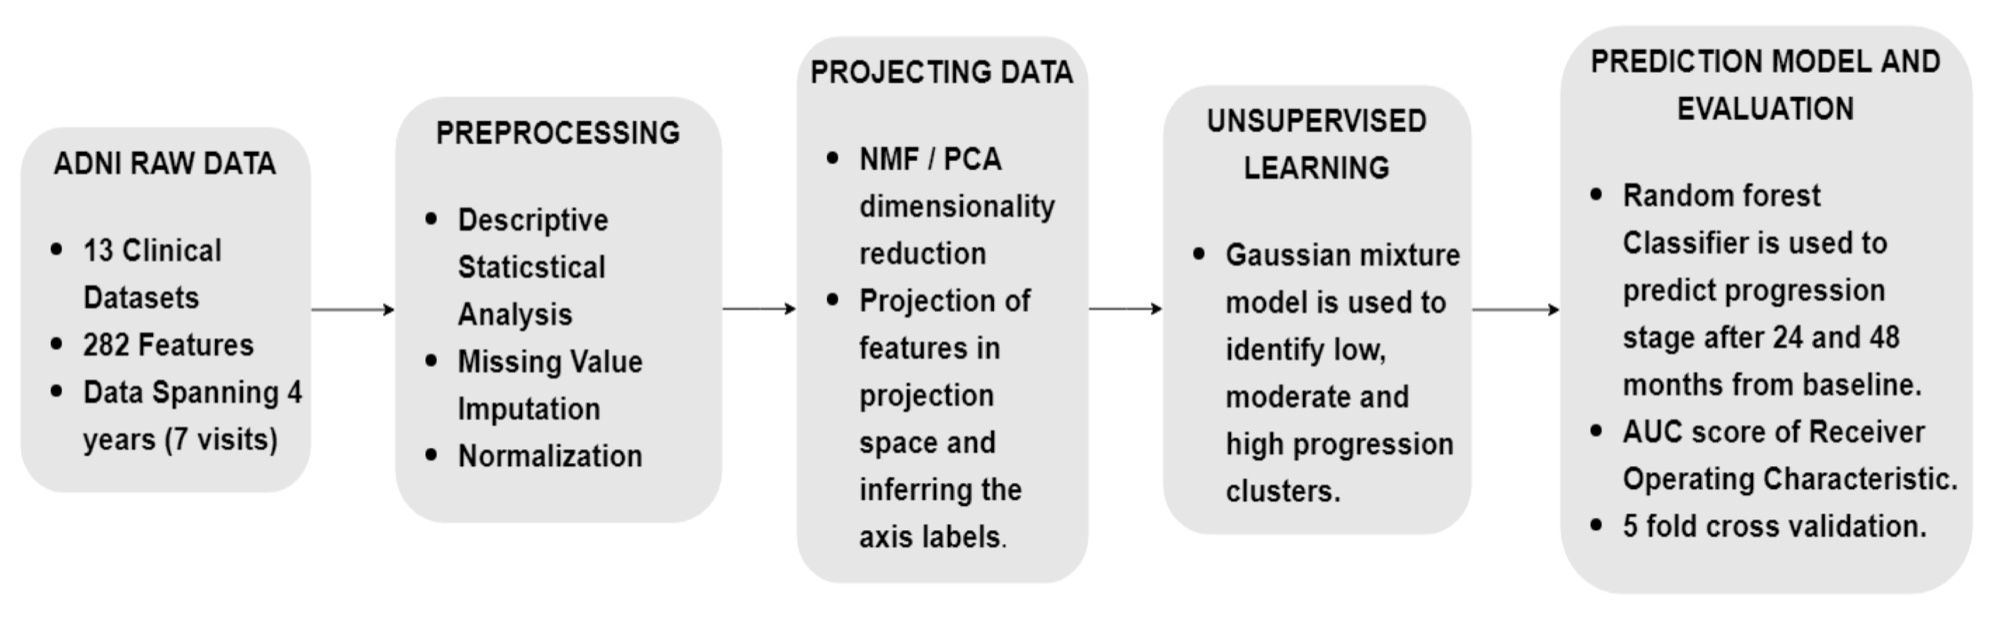 ADNI RAW DATA
• 13 Clinical
Datasets
• 282 Features
• Data Spanning 4
years (7 visits)
PREPROCESSING
• Descriptive
Staticstical
Analysis
• Missing Value
Imputation
• Normalization
PROJECTING DATA
• NMF / PCA
dimensionality
reduction
• Projection of
features in
projection
space and
inferring the
axis labels.
UNSUPERVISED
LEARNING
• Gaussian mixture
model is used to
identify low,
moderate and
high progression
clusters.
PREDICTION MODEL AND
EVALUATION
• Random forest
Classifier is used to
predict progression
stage after 24 and 48
months from baseline.
• AUC score of Receiver
Operating Characteristic.
• 5 fold cross validation.